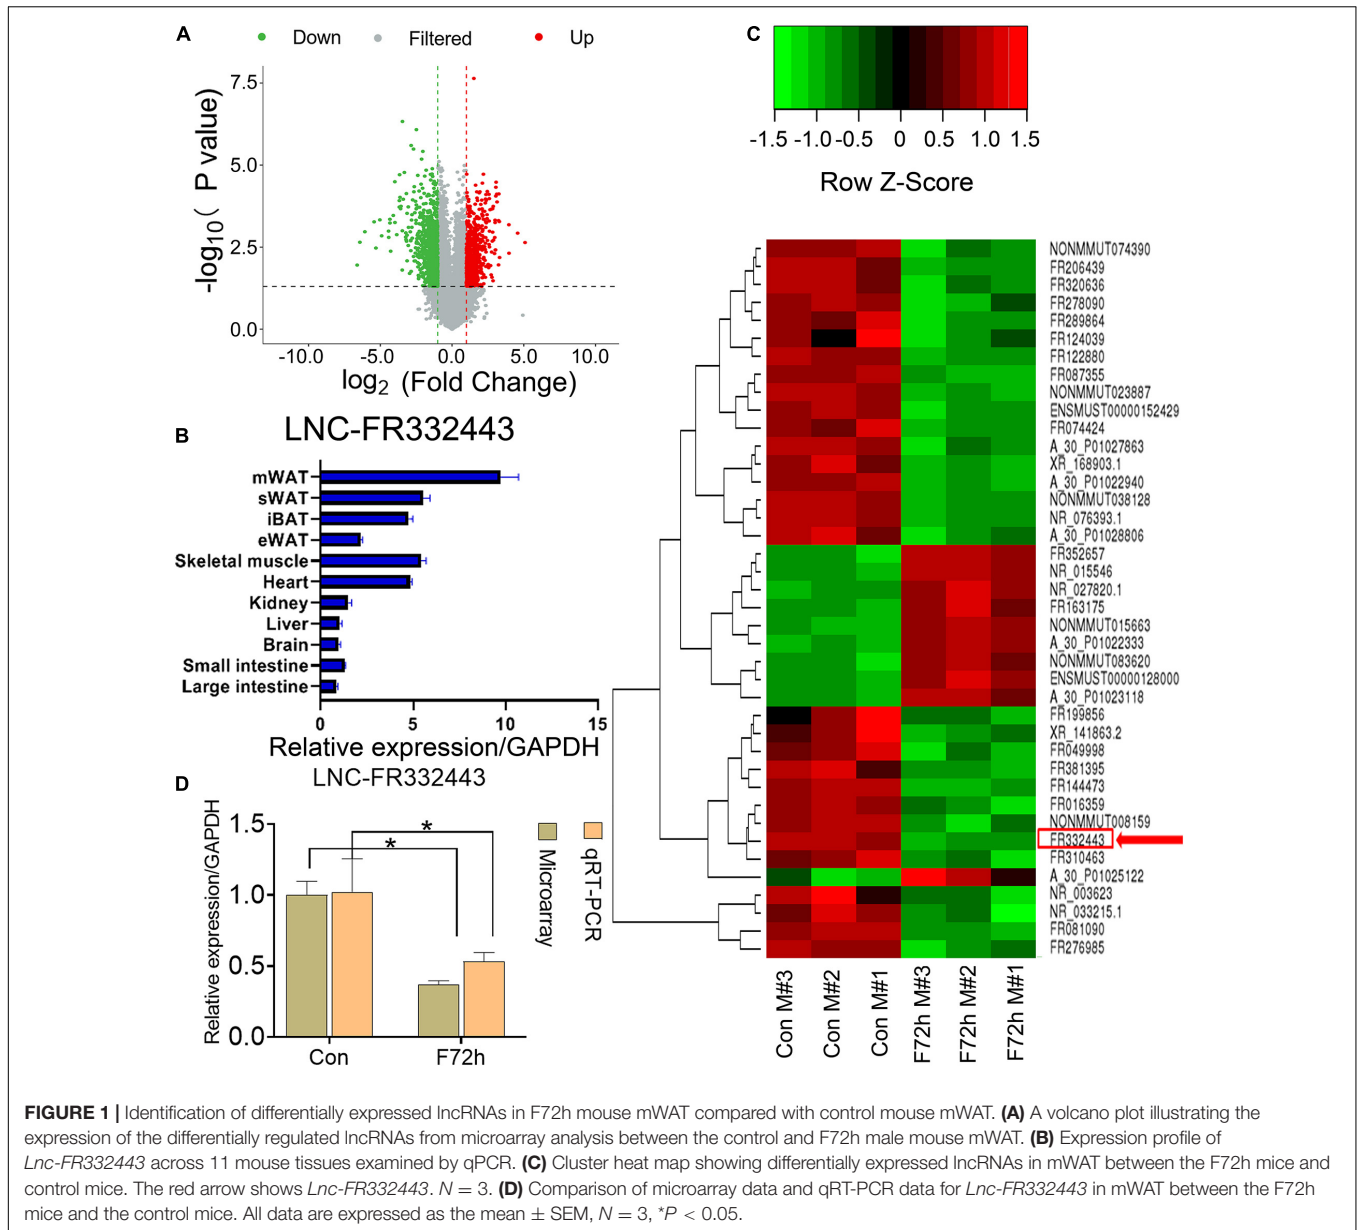 A
Down
Filtered
Up
-log10( P value)
7.5
5.0
2.5
0.0
-10.0 -5.0 0.0 5.0 10.0
log2 (Fold Change)
B
LNC-FR332443
mWAT
sWAT
iBAT
eWAT
Skeletal muscle
Heart
Kidney
Liver
Brain
Small intestine
Large intestine
0 5 10 15
Relative expression/GAPDH
C
-1.5 -1.0 -0.5 0 0.5 1.0 1.5
Row Z-Score
NONMMUT074390
FR206439
FR320636
FR278090
FR289864
FR124039
FR122880
FR087355
NONMMUT023887
ENSMUST00000152429
FR074424
A_30_P01027863
XR_168903.1
A_30_P01022940
NONMMUT038128
NR_076393.1
A_30_P01028806
FR352657
NR_015546
NR_027820.1
FR163175
NONMMUT015663
A_30_P01022333
NONMMUT083620
ENSMUST00000128000
A_30_P01023118
FR199856
XR_141863.2
FR049998
FR381395
FR144473
FR016359
NONMMUT008159
FR332443
FR310463
A_30_P01025122
NR_003623
NR_033215.1
FR081090
FR276985
Con M#3
Con M#2
Con M#1
F72h M#3
F72h M#2
F72h M#1
D
LNC-FR332443
Relative expression/GAPDH
1.5
1.0
0.5
0.0
*
*
Con
F72h
Microarray
qRT-PCR
FIGURE 1 | Identification of differentially expressed lncRNAs in F72h mouse mWAT compared with control mouse mWAT. (A) A volcano plot illustrating the
expression of the differentially regulated lncRNAs from microarray analysis between the control and F72h male mouse mWAT. (B) Expression profile of
Lnc-FR332443 across 11 mouse tissues examined by qPCR. (C) Cluster heat map showing differentially expressed lncRNAs in mWAT between the F72h mice and
control mice. The red arrow shows Lnc-FR332443. N = 3. (D) Comparison of microarray data and qRT-PCR data for Lnc-FR332443 in mWAT between the F72h
mice and the control mice. All data are expressed as the mean ± SEM, N = 3, *P < 0.05.